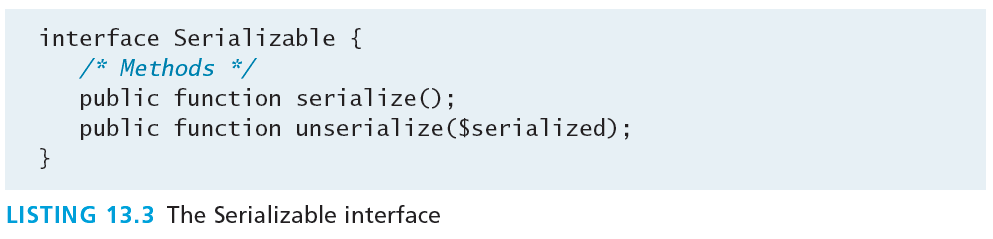 interface Serializable {
/* Methods */
public function serialize();
public function unserialize($serialized);
}
LISTING 13.3 The Serializable interface